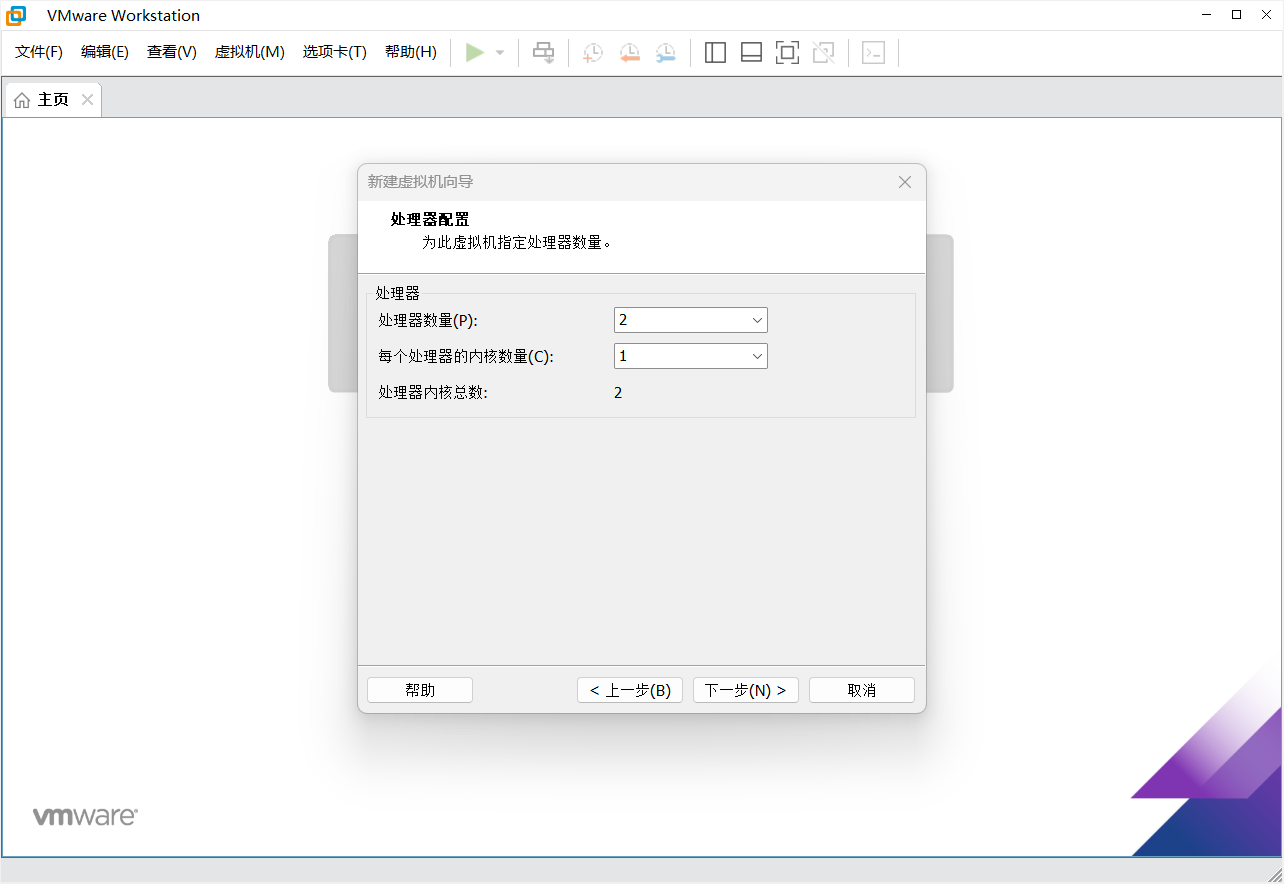 VMware Workstation
文件(F) 编辑(E) 查看(V) 虚拟机(M) 选项卡(T) 帮助(H)
主页
新建虚拟机向导
处理器配置
为此虚拟机指定处理器数量。
处理器
处理器数量(P): 2
每个处理器的内核数量(C): 1
处理器内核总数: 2
帮助 < 上一步(B) 下一步(N) > 取消
vmware